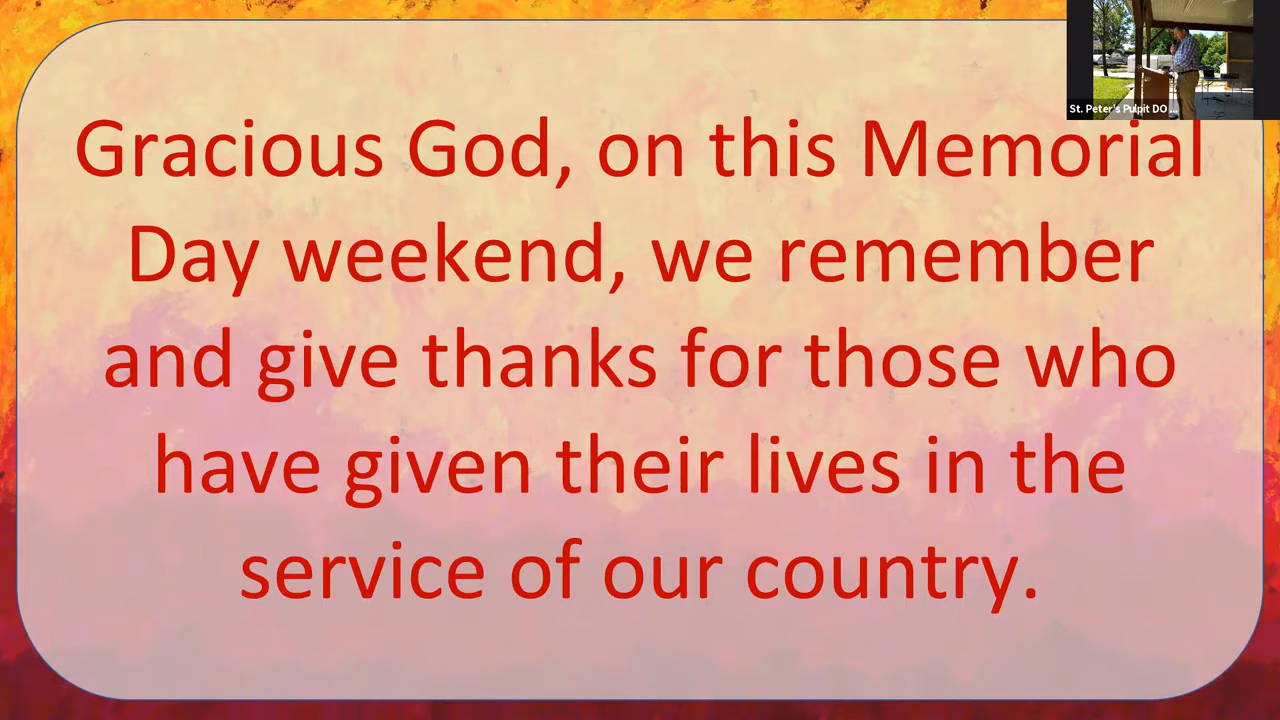 St. Peter's Pulpit DO ...
Gracious God, on this Memorial
Day weekend, we remember
and give thanks for those who
have given their lives in the
service of our country.